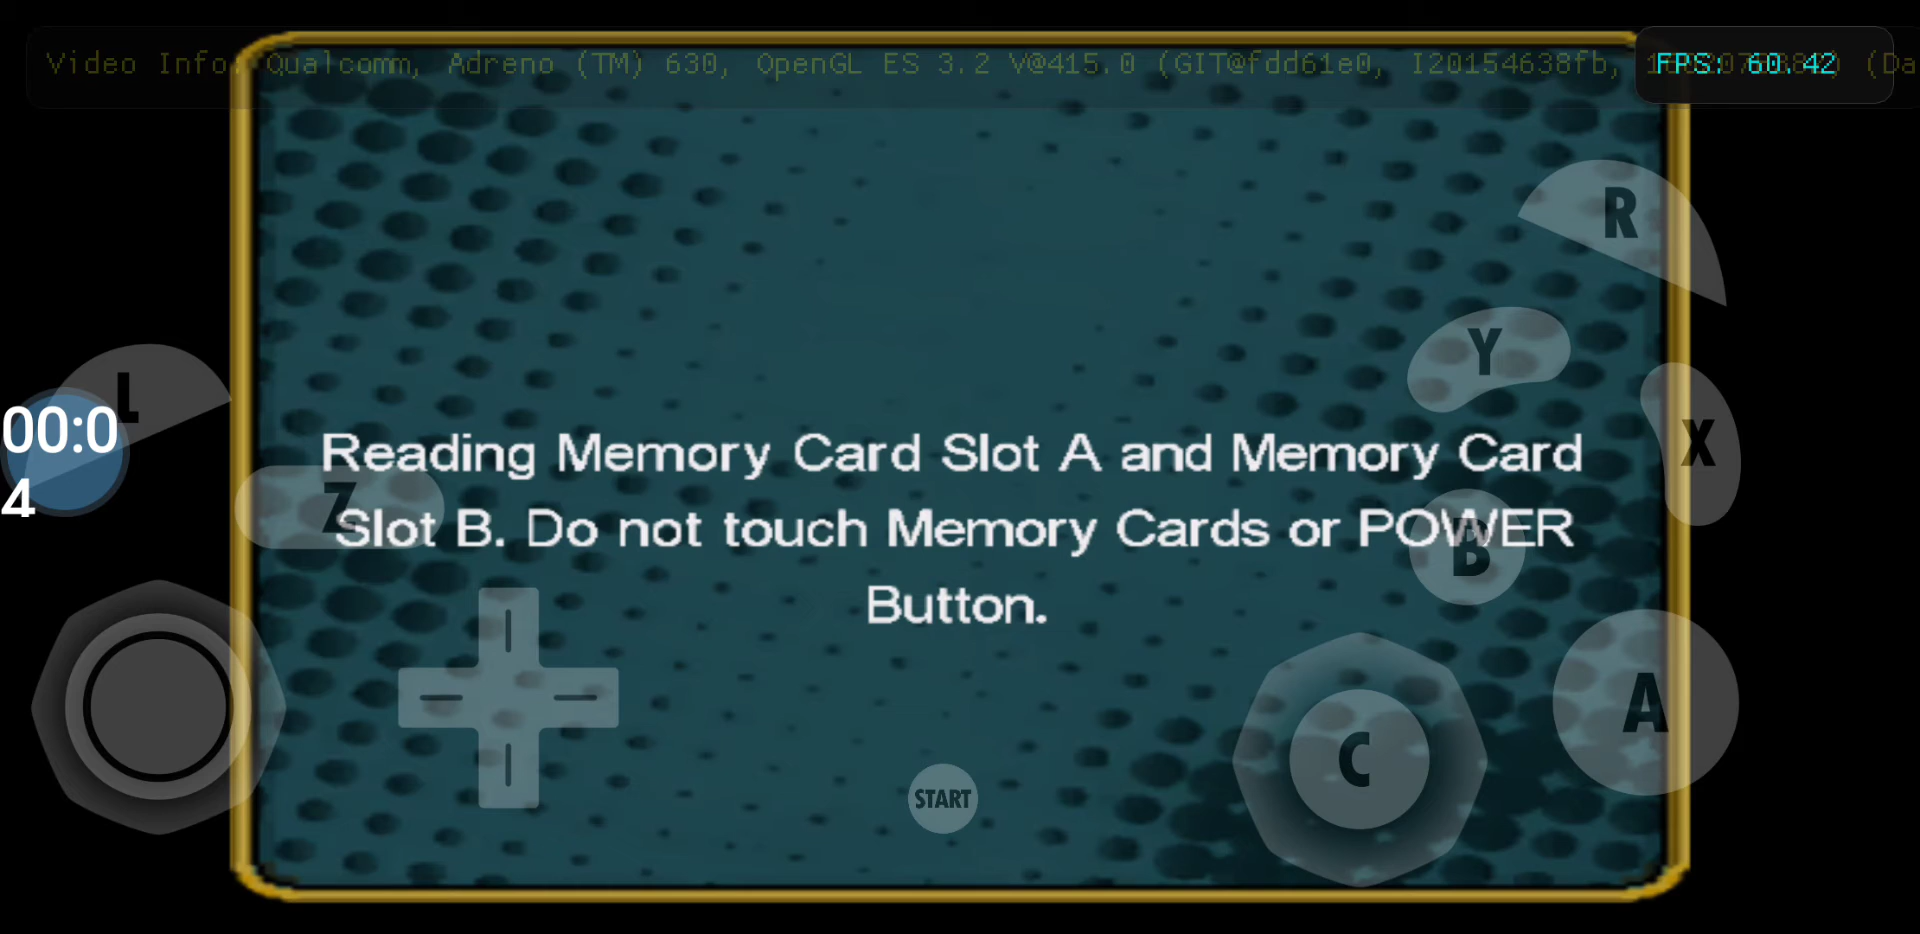 Video Info: Qualcomm, Adreno (TM) 630, OpenGL ES 3.2 V@415.0 (GIT@fdd61e0, I20154638fb, (Da
FPS: 60.42
R
Y
L
X
00:0
4
Z
Reading Memory Card Slot A and Memory Card
Slot B. Do not touch Memory Cards or POWER
Button.
B
A
C
START